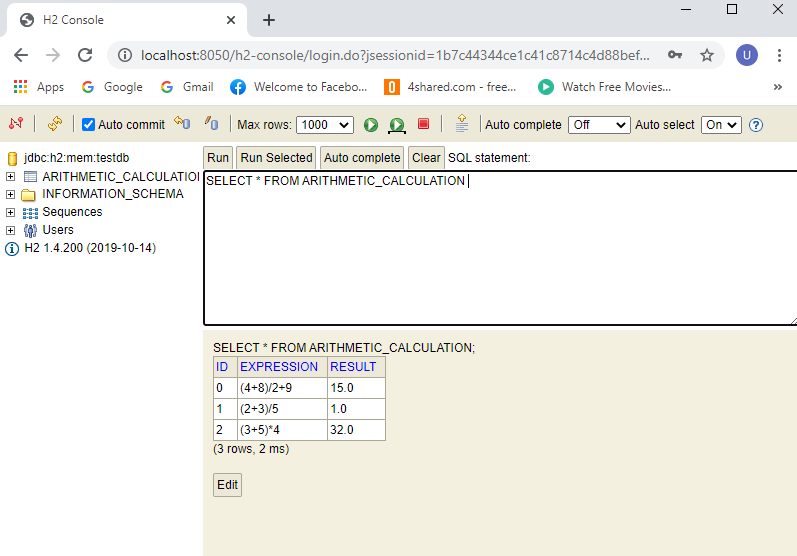 H2 Console
localhost:8050/h2-console/login.do?jsessionid=1b7c44344ce1c41c8714c4d88bef...
U
Apps Google Gmail Welcome to Facebo... 4shared.com - free... Watch Free Movies...
Auto commit Max rows: 1000 Auto complete Off Auto select On
jdbc:h2:mem:testdb
ARITHMETIC_CALCULATION
INFORMATION_SCHEMA
Sequences
Users
H2 1.4.200 (2019-10-14)
Run Run Selected Auto complete Clear SQL statement:
SELECT * FROM ARITHMETIC_CALCULATION
SELECT * FROM ARITHMETIC_CALCULATION;
ID EXPRESSION RESULT
0 (4+8)/2+9 15.0
1 (2+3)/5 1.0
2 (3+5)*4 32.0
(3 rows, 2 ms)
Edit